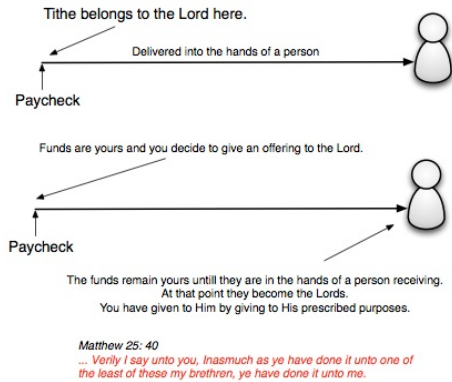 Tithe belongs to the Lord here.
Delivered into the hands of a person
Paycheck
Funds are yours and you decide to give an offering to the Lord.
Paycheck
The funds remain yours untill they are in the hands of a person receiving.
At that point they become the Lords.
You have given to Him by giving to His prescribed purposes.
Matthew 25: 40
... Verily I say unto you, Inasmuch as ye have done it unto one of
the least of these my brethren, ye have done it unto me.